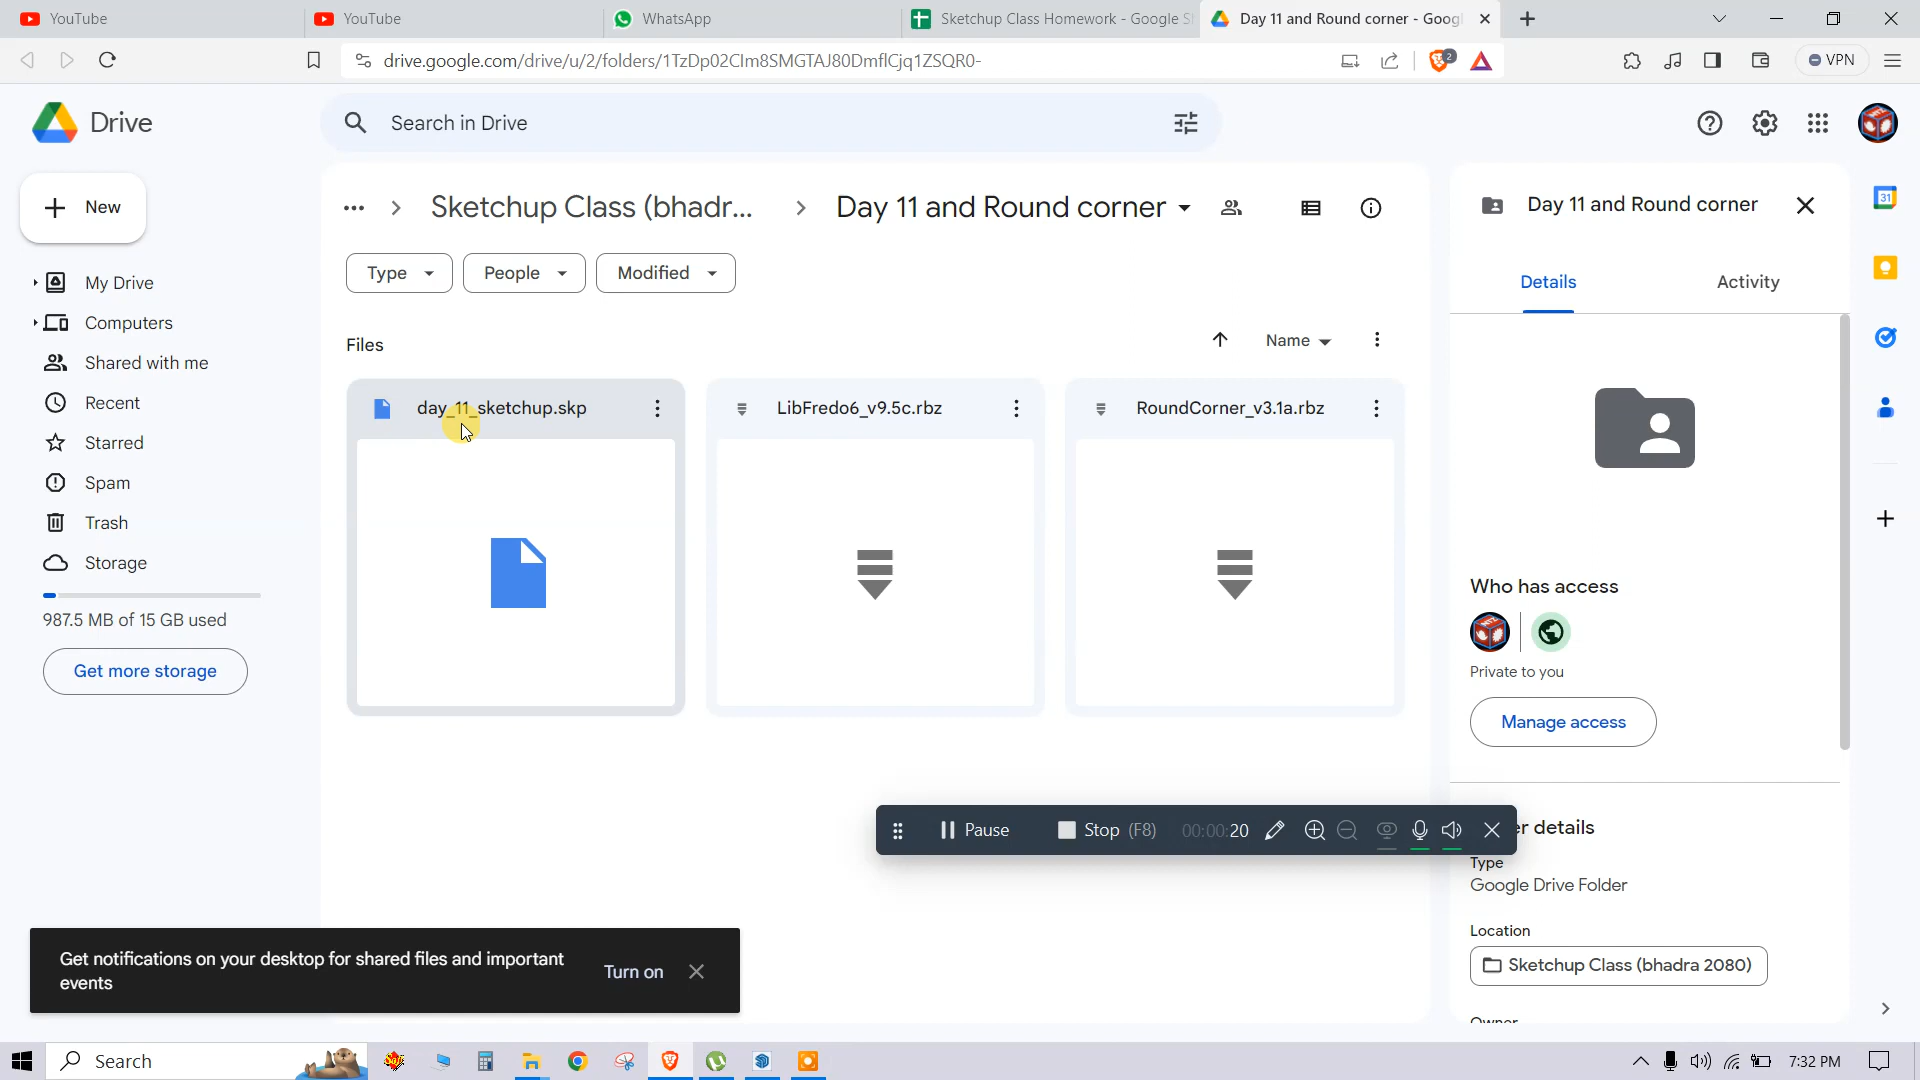 YouTube
YouTube
WhatsApp
Sketchup Class Homework - Google S
Day 11 and Round corner - Goog
drive.google.com/drive/u/2/folders/1TzDp02CIm8SMGTAJ80DmflCjq1ZSQR0-
2
VPN
Drive
Search in Drive
New
Sketchup Class (bhadr...
Day 11 and Round corner
Day 11 and Round corner
31
Type
People
Modified
Details
Activity
My Drive
Computers
Shared with me
Recent
Starred
Spam
Trash
Storage
987.5 MB of 15 GB used
Get more storage
Files
Name
day_11_sketchup.skp
LibFredo6_v9.5c.rbz
RoundCorner_v3.1a.rbz
Who has access
Private to you
Manage access
Pause
Stop (F8)
00:00:20
er details
Type
Google Drive Folder
Location
Sketchup Class (bhadra 2080)
Owner
Get notifications on your desktop for shared files and important
events
Turn on
Search
7:32 PM